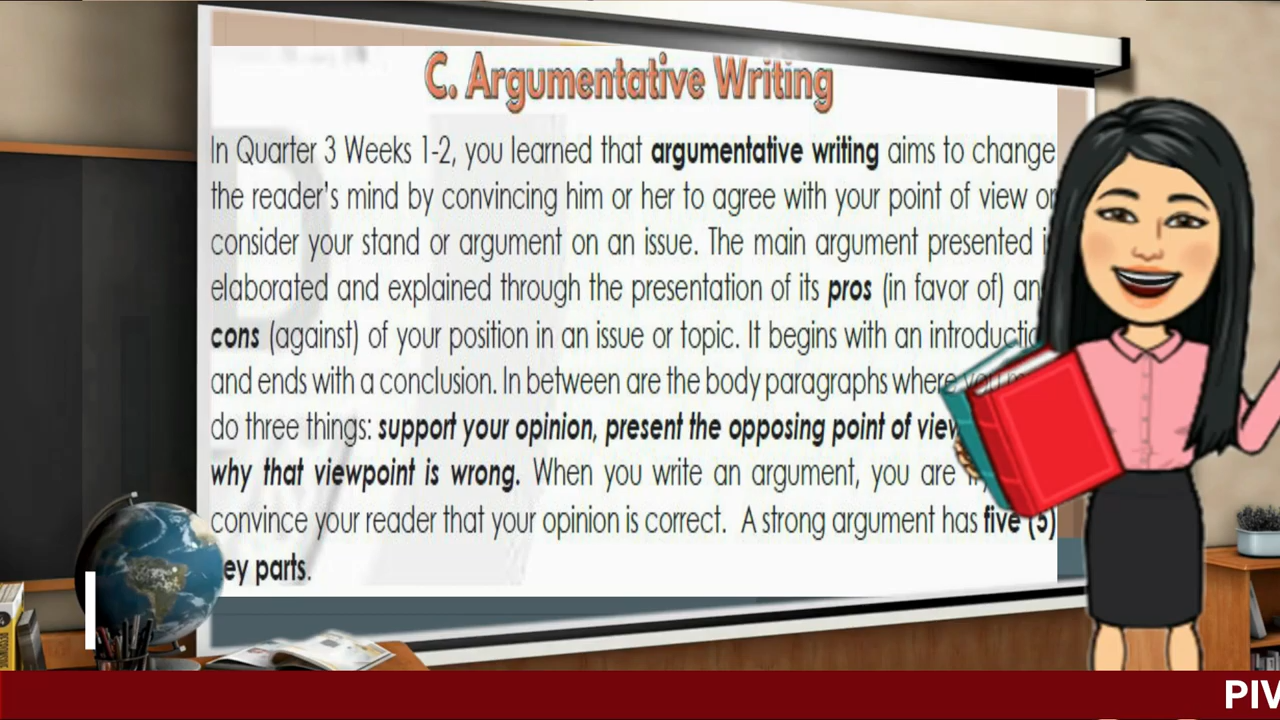 C. Argumentative Writing
In Quarter 3 Weeks 1-2, you learned that argumentative writing aims to change
the reader's mind by convincing him or her to agree with your point of view or
consider your stand or argument on an issue. The main argument presented
elaborated and explained through the presentation of its pros (in favor of)
cons (against) of your position in an issue or topic. It begins with an
and ends with a conclusion. In between are the body paragraphs where
do three things: support your opinion, present the opposing point of
why that viewpoint is wrong. When you write an argument, you are
convince your reader that your opinion is correct. A strong argument has five (5)
parts.
PIV